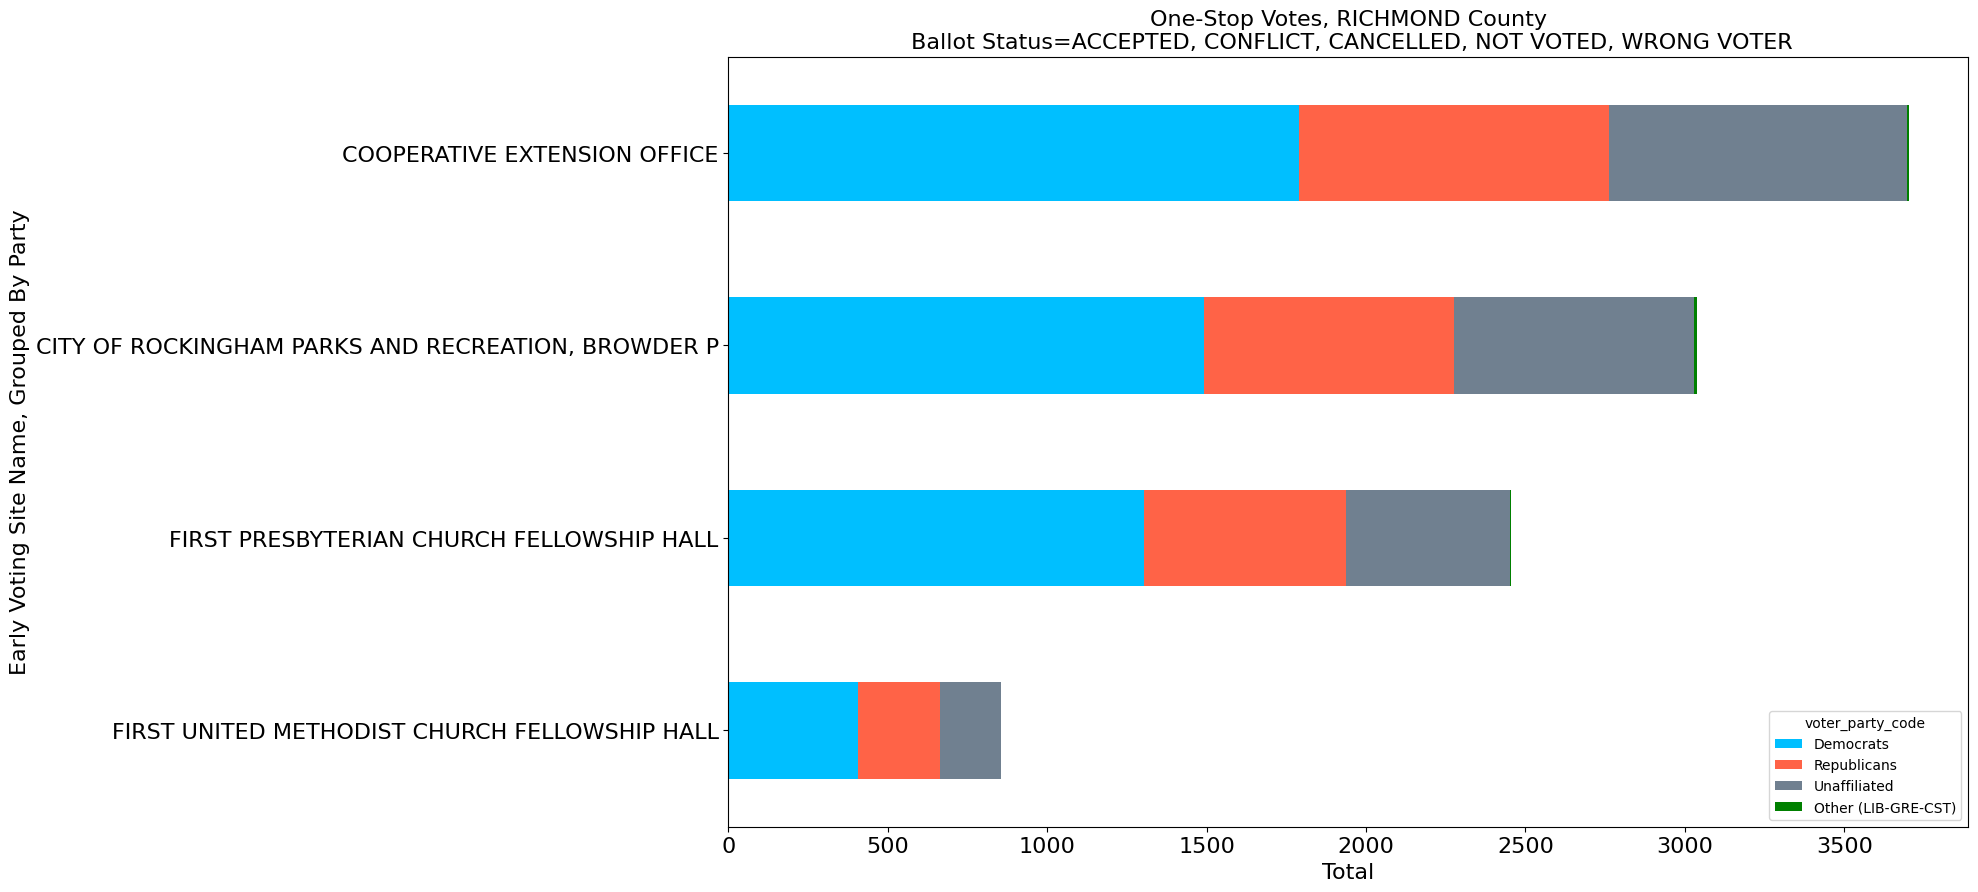 One-Stop Votes, RICHMOND County
Ballot Status=ACCEPTED, CONFLICT, CANCELLED, NOT VOTED, WRONG VOTER
Early Voting Site Name, Grouped By Party
COOPERATIVE EXTENSION OFFICE
CITY OF ROCKINGHAM PARKS AND RECREATION, BROWDER P
FIRST PRESBYTERIAN CHURCH FELLOWSHIP HALL
FIRST UNITED METHODIST CHURCH FELLOWSHIP HALL
voter_party_code
Democrats
Republicans
Unaffiliated
Other (LIB-GRE-CST)
0 500 1000 1500 2000 2500 3000 3500
Total